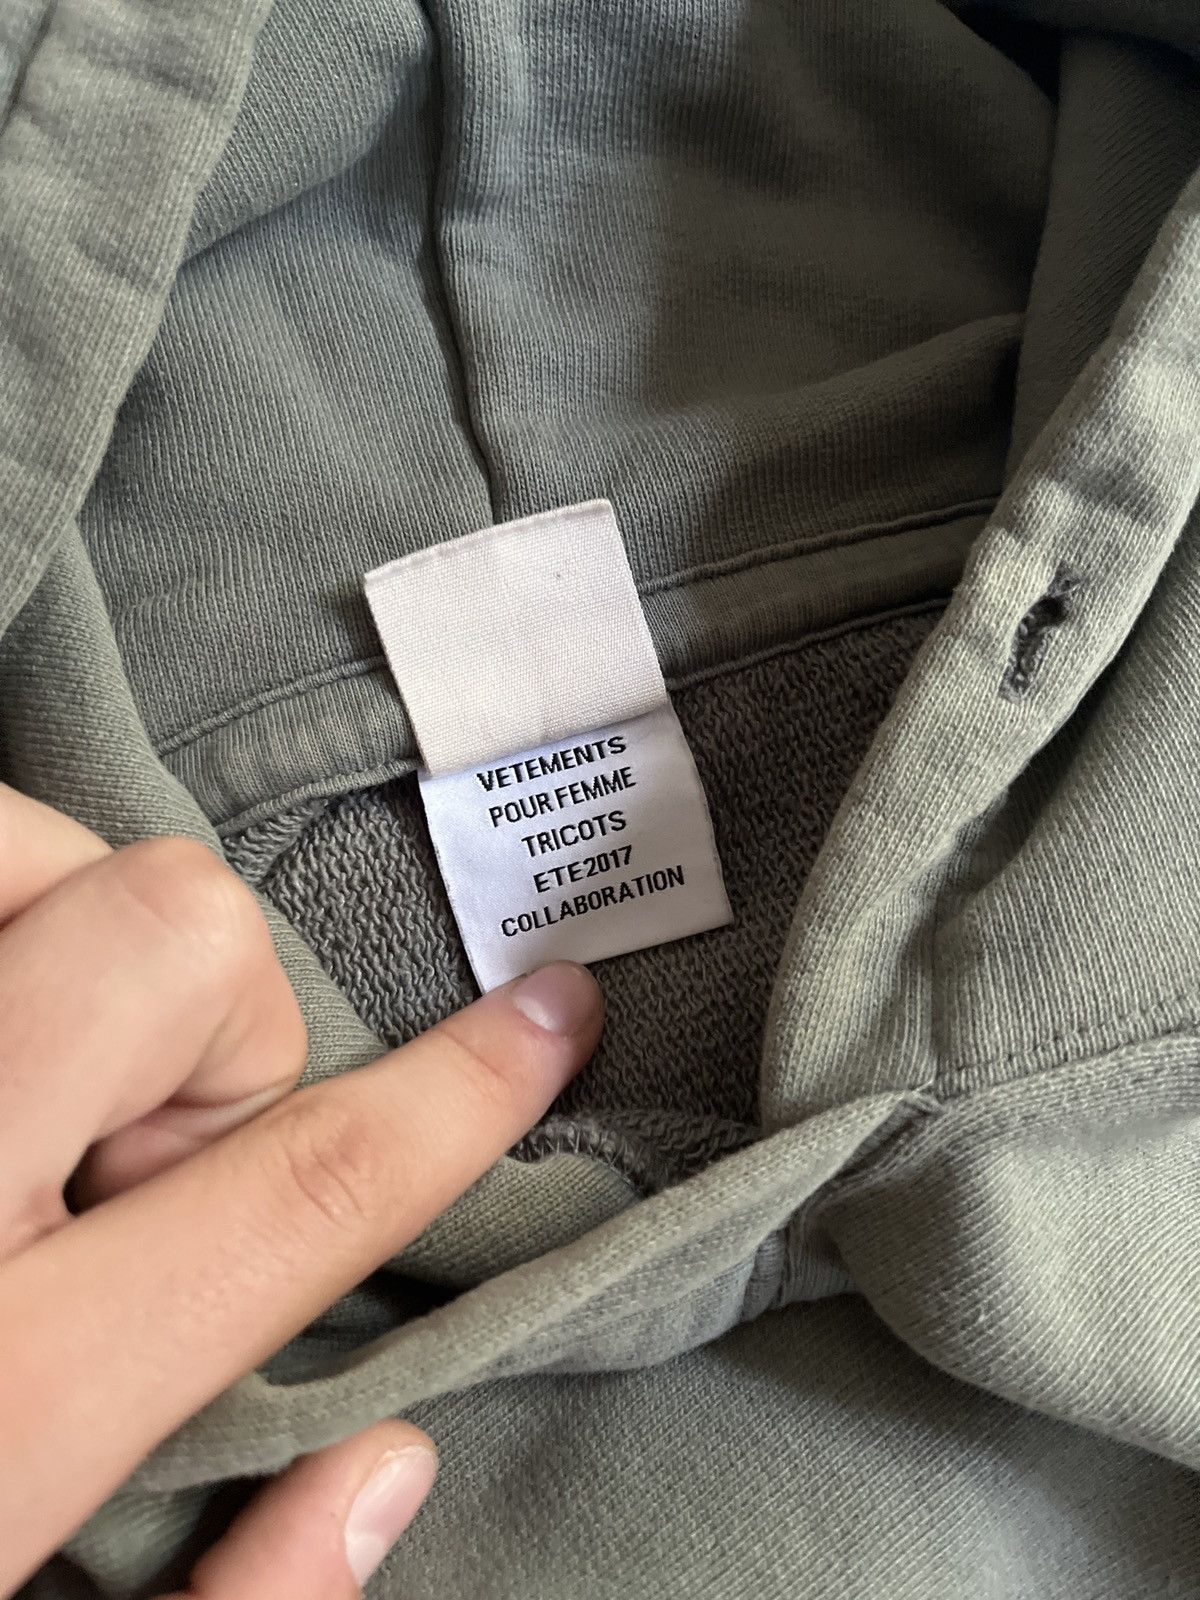 VETEMENTS
POUR FEMME
TRICOTS
ETE2017
COLLABORATION